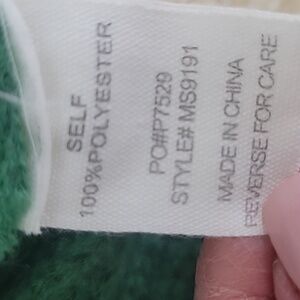 SELF
100%POLYESTER
PO#P7529
STYLE# MS9191
MADE IN CHINA
REVERSE FOR CARE